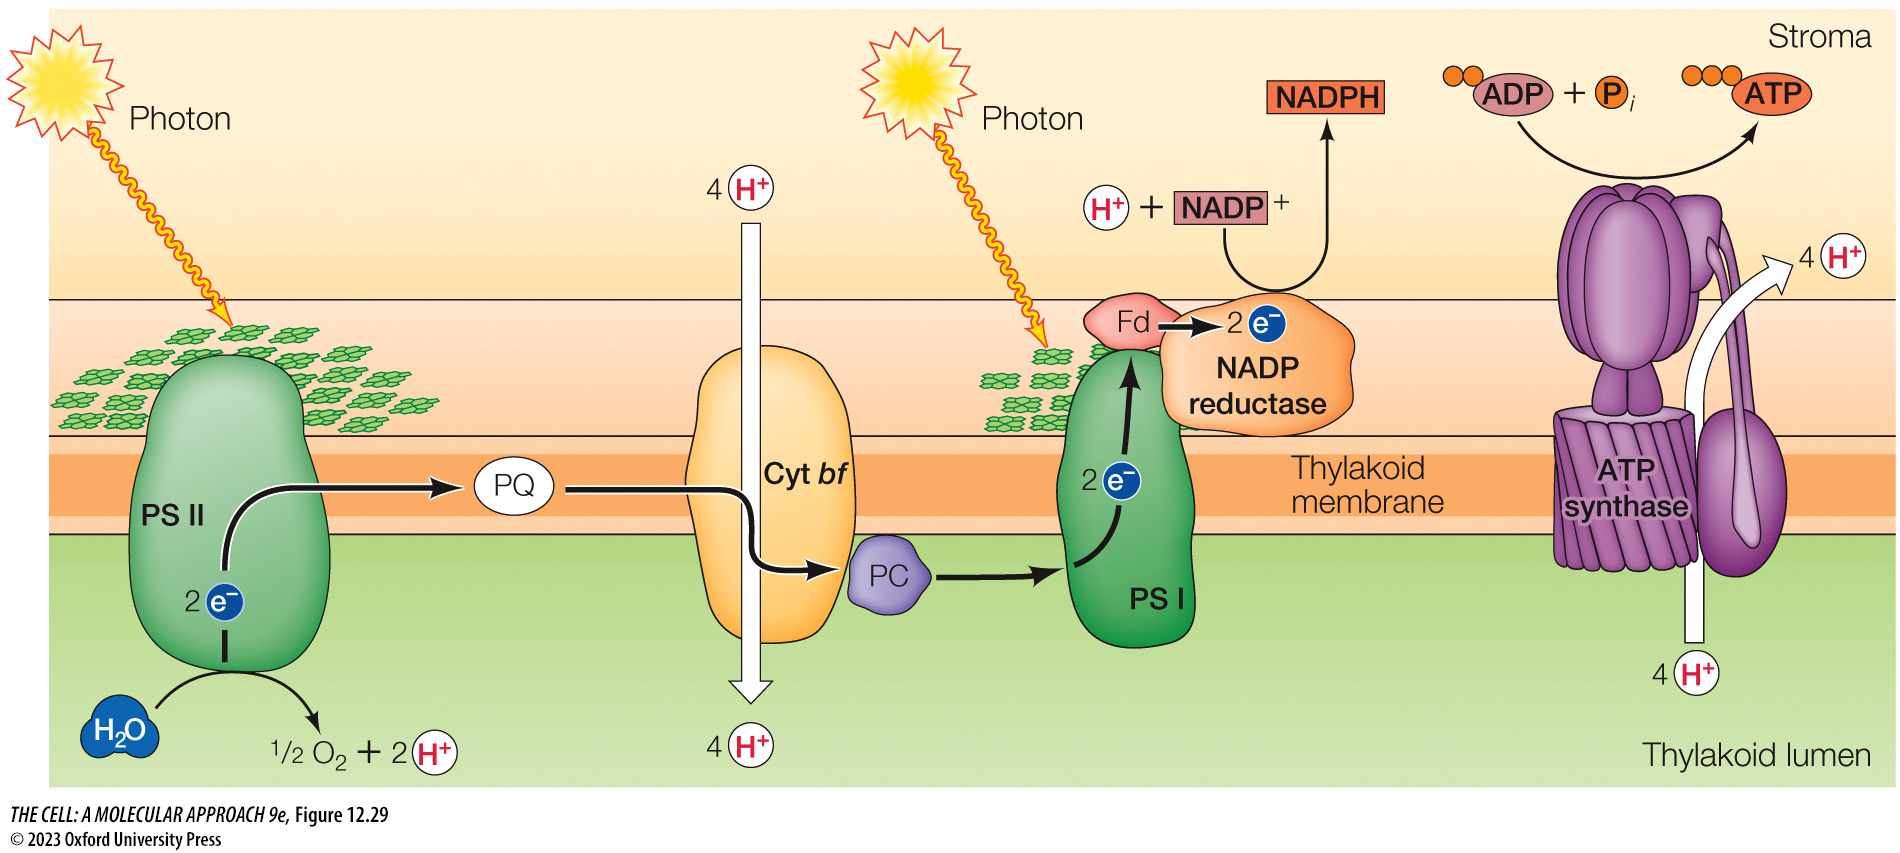 Stroma
Photon
Photon
NADPH
ADP + P i
ATP
4 H⁺
H⁺ + NADP +
4 H⁺
Fd
2 e⁻
NADP
reductase
PS II
PQ
Cyt bf
2 e⁻
Thylakoid
membrane
ATP
synthase
2 e⁻
PC
PS I
4 H⁺
H₂O
1/2 O₂ + 2 H⁺
4 H⁺
Thylakoid lumen
THE CELL: A MOLECULAR APPROACH 9e, Figure 12.29
© 2023 Oxford University Press